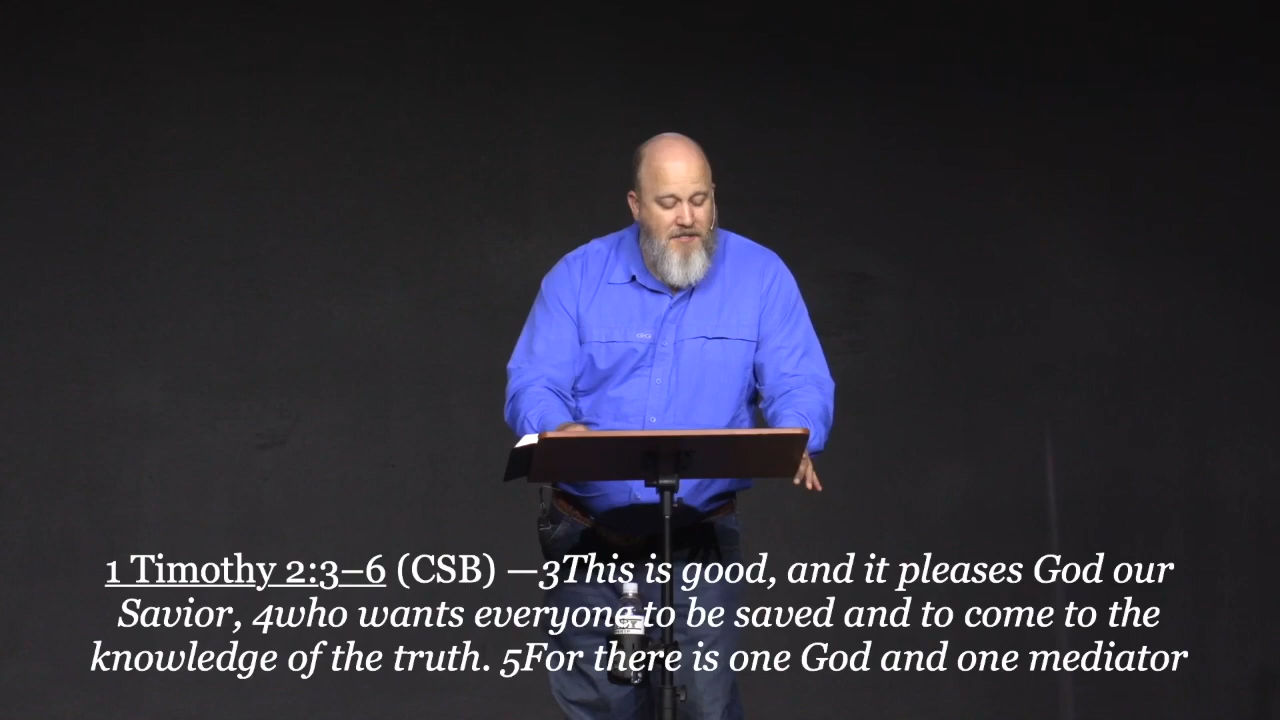 1 Timothy 2:3–6 (CSB) —3This is good, and it pleases God our
Savior, 4who wants everyone to be saved and to come to the
knowledge of the truth. 5For there is one God and one mediator